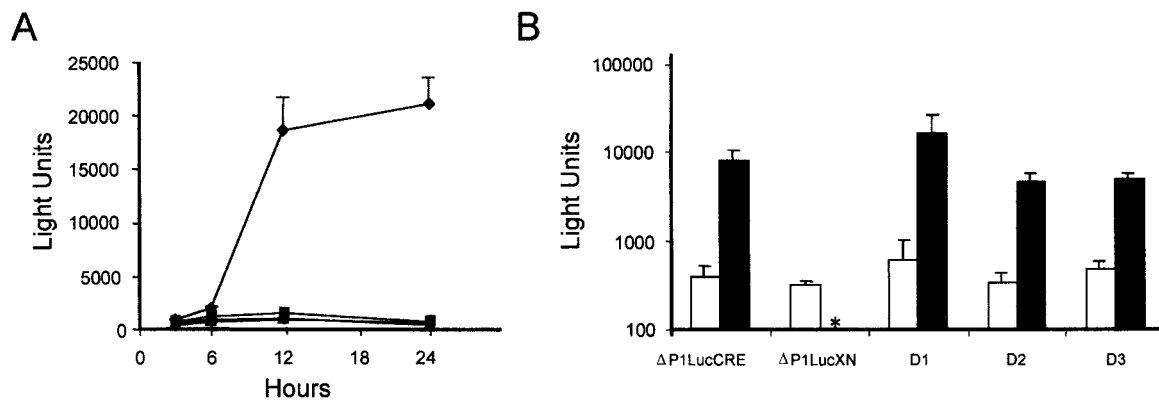 A
25000
20000
15000
10000
5000
0
Light Units
0 6 12 18 24
Hours
B
100000
10000
1000
100
Light Units
*
ΔP1LucCRE ΔP1LucXN D1 D2 D3